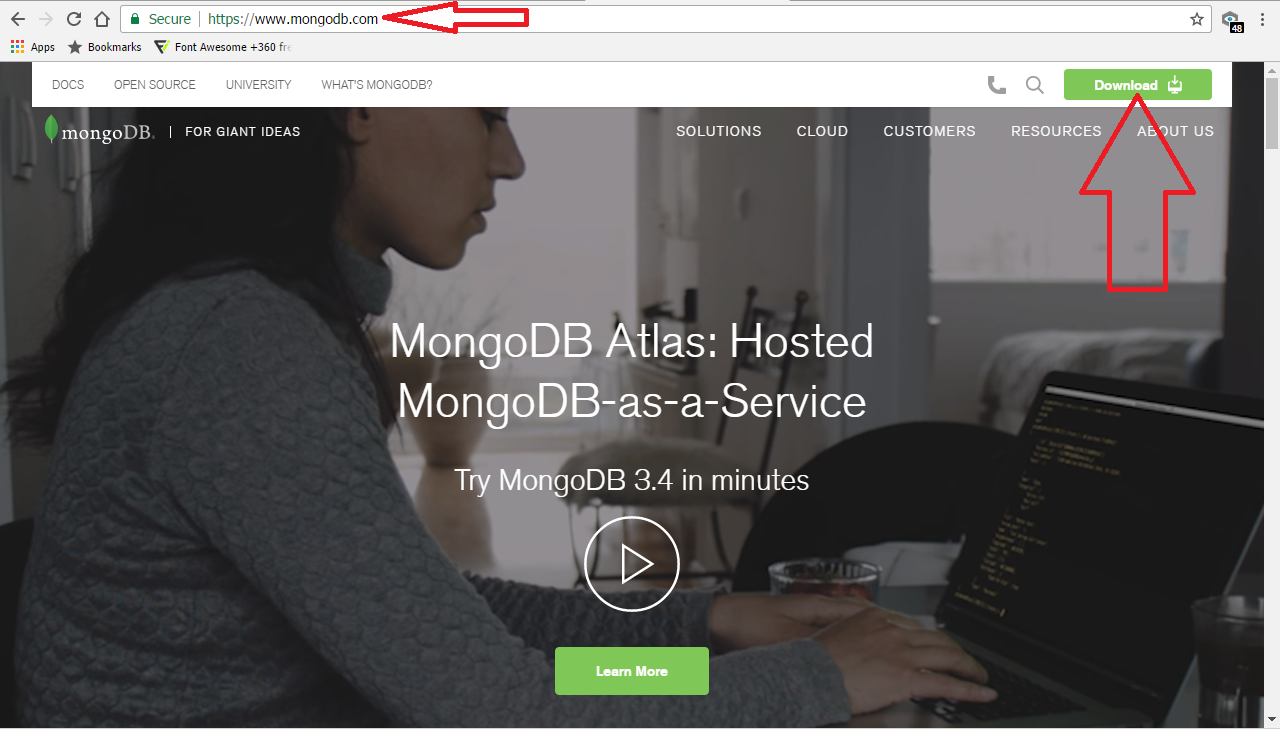 Secure https://www.mongodb.com
48
Apps Bookmarks Font Awesome +360 fre
DOCS OPEN SOURCE UNIVERSITY WHAT'S MONGODB? Download
mongoDB. FOR GIANT IDEAS SOLUTIONS CLOUD CUSTOMERS RESOURCES ABOUT US
MongoDB Atlas: Hosted
MongoDB-as-a-Service
Try MongoDB 3.4 in minutes
Learn More